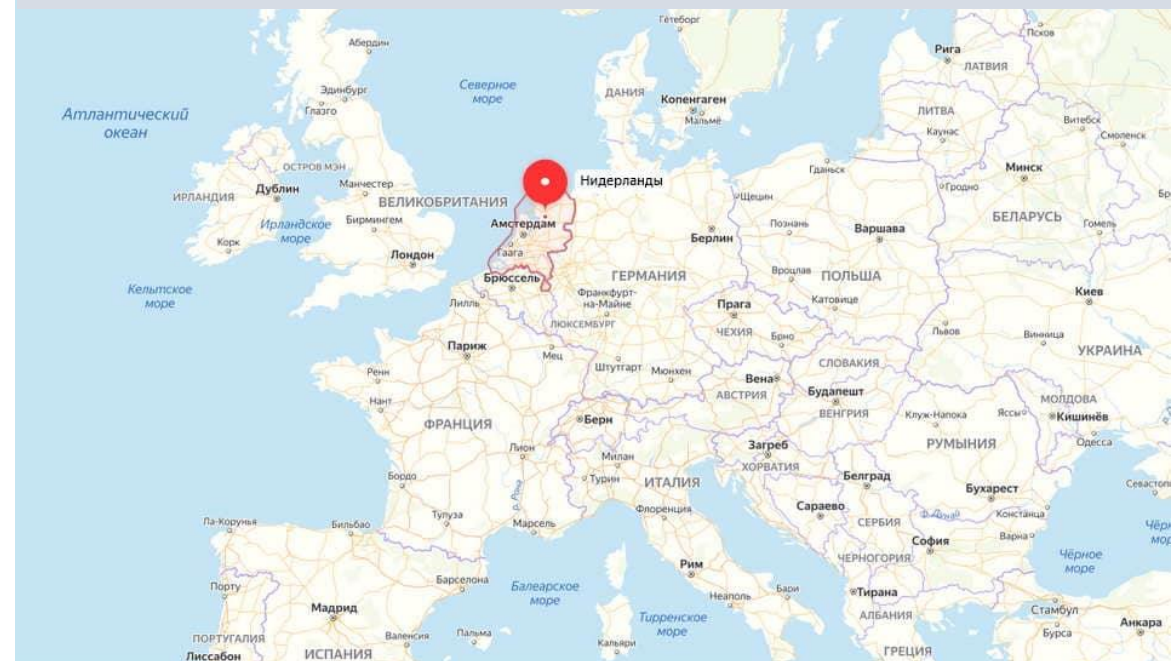 Гётеборг
Псков
Абердин
Рига
ЛАТВИЯ
Северное
море
Эдинбург
Глазго
ДАНИЯ
Копенгаген
Мальмё
Атлантический
океан
ЛИТВА
Каунас
Витебск
Смоленск
ОСТРОВ МЭН
Гданьск
Минск
Нидерланды
ИРЛАНДИЯ
Дублин
Манчестер
ВЕЛИКОБРИТАНИЯ
Щецин
Гродно
Ирландское
море
Бирмингем
Амстердам
Познань
Варшава
БЕЛАРУСЬ
Гомель
Корк
Берлин
Гаага
Лондон
Брюссель
ГЕРМАНИЯ
Вроцлав
ПОЛЬША
Кельтское
море
Лилль
Франкфурт-
на-Майне
Прага
Катовице
Киев
ЛЮКСЕМБУРГ
ЧЕХИЯ
Брно
Львов
Винница
УКРАИНА
Париж
Мец
Ренн
Штутгарт
Мюнхен
СЛОВАКИЯ
Вена
Нант
АВСТРИЯ
Будапешт
ВЕНГРИЯ
МОЛДОВА
Клуж-Напока
Яссы
Кишинёв
ФРАНЦИЯ
Берн
Загреб
РУМЫНИЯ
Одесса
Лион
Милан
ХОРВАТИЯ
Бордо
р. Рона
Турин
ИТАЛИЯ
Белград
Бухарест
Севастопо
Флоренция
Сараево
СЕРБИЯ
р. Дунай
Констанца
Ла-Корунья
Бильбао
Тулуза
Марсель
Варна
София
Чёрное
море
ЧЕРНОГОРИЯ
Рим
Порту
Барселона
Балеарское
море
Неаполь
Бари
Тирана
Мадрид
Тирренское
море
АЛБАНИЯ
Стамбул
Анкара
ПОРТУГАЛИЯ
Валенсия
Пальма
Бурса
Лиссабон
ИСПАНИЯ
Кальяри
ГРЕЦИЯ